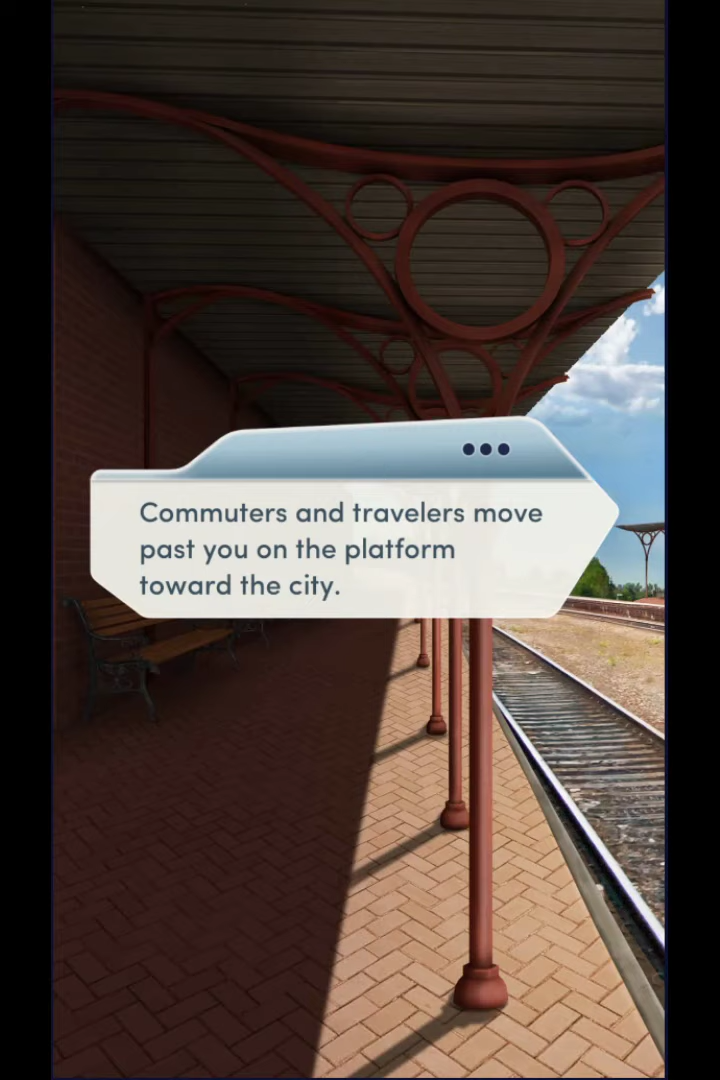 Commuters and travelers move
past you on the platform
toward the city.